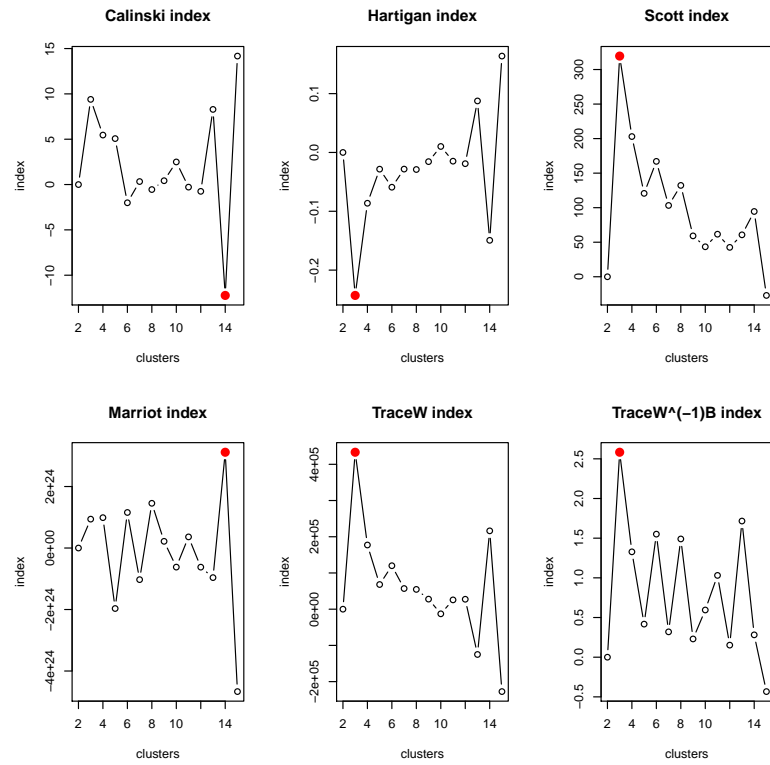 Calinski index
index
15
10
5
0
−10
2 4 6 8 10 14
clusters
Hartigan index
index
0.1
0.0
−0.1
−0.2
2 4 6 8 10 14
clusters
Scott index
index
300
250
200
150
100
50
0
2 4 6 8 10 14
clusters
Marriot index
index
2e+24
0e+00
−2e+24
−4e+24
2 4 6 8 10 14
clusters
TraceW index
index
4e+05
2e+05
0e+00
−2e+05
2 4 6 8 10 14
clusters
TraceW^(−1)B index
index
2.5
2.0
1.5
1.0
0.5
0.0
−0.5
2 4 6 8 10 14
clusters